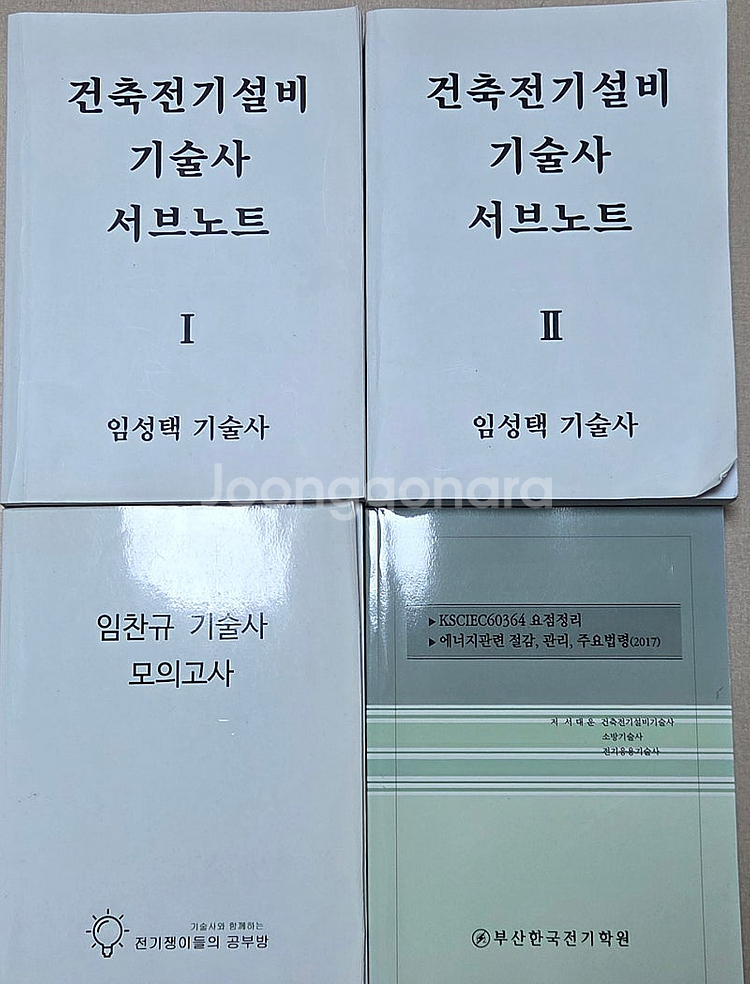 건축전기설비
기술사
서브노트
I
임성택 기술사
건축전기설비
기술사
서브노트
II
임성택 기술사
Joonggonara
임찬규 기술사
모의고사
기술사와 함께하는
전기쟁이들의 공부방
▶ KSCIEC60364 요점정리
▶ 에너지관련 절감, 관리, 주요법령(2017)
저 서대운 건축전기설비기술사
소방기술사
전기응용기술사
부산한국전기학원